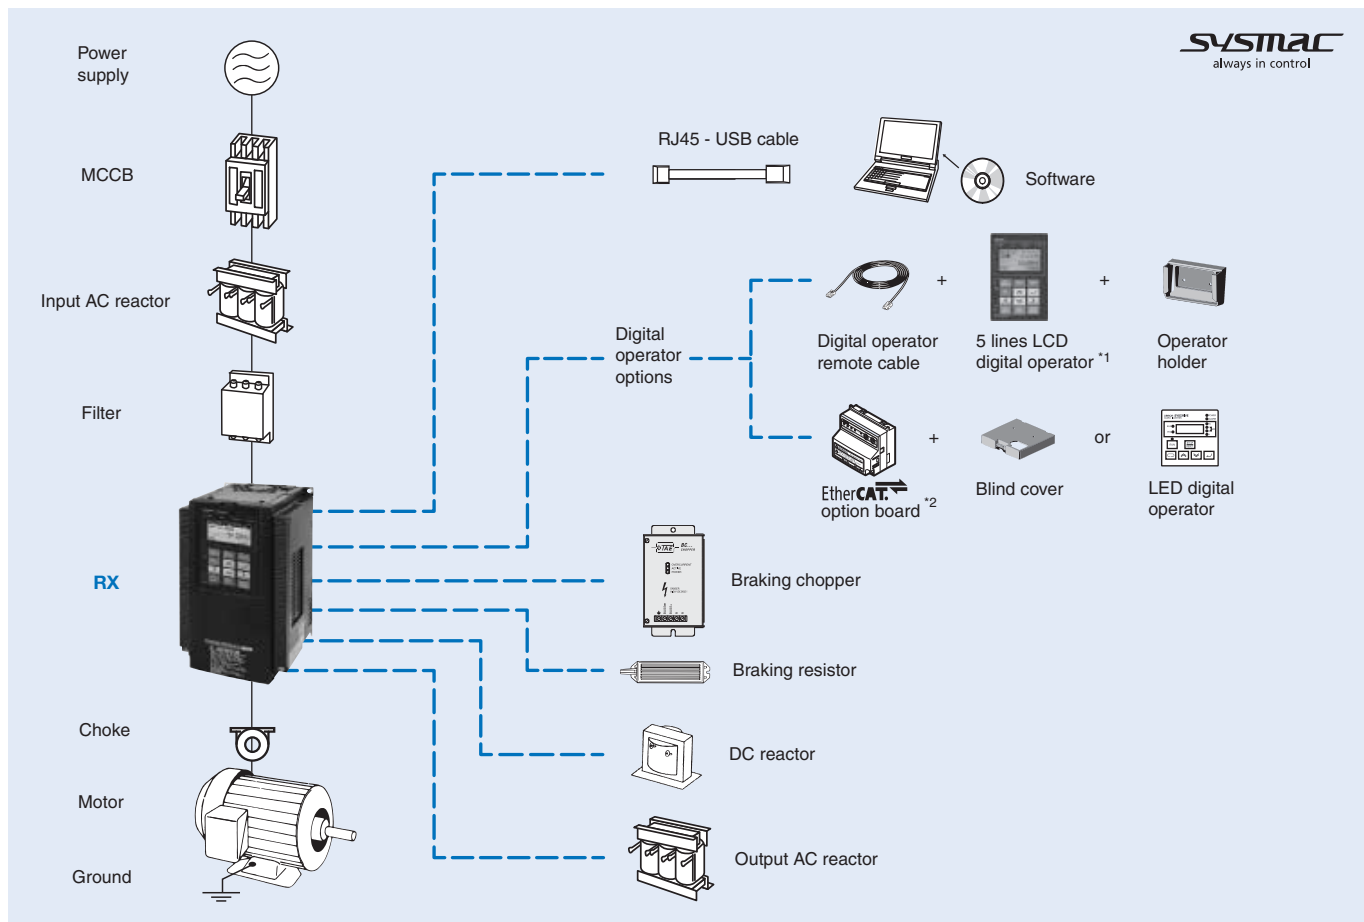 Power
supply
sysmac
always in control
MCCB
RJ45 - USB cable
Software
Input AC reactor
Digital
operator
options
+
+
Digital operator
remote cable
5 lines LCD
digital operator *1
Operator
holder
Filter
+
or
EtherCAT.
option board *2
Blind cover
LED digital
operator
RX
Braking chopper
Braking resistor
Choke
DC reactor
Motor
Output AC reactor
Ground